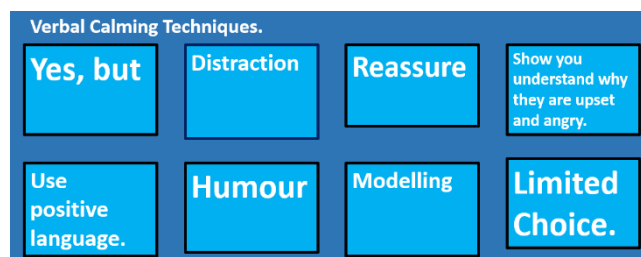 Verbal Calming Techniques.
Yes, but
Distraction
Reassure
Show you
understand why
they are upset
and angry.
Use
positive
language.
Humour
Modelling
Limited
Choice.